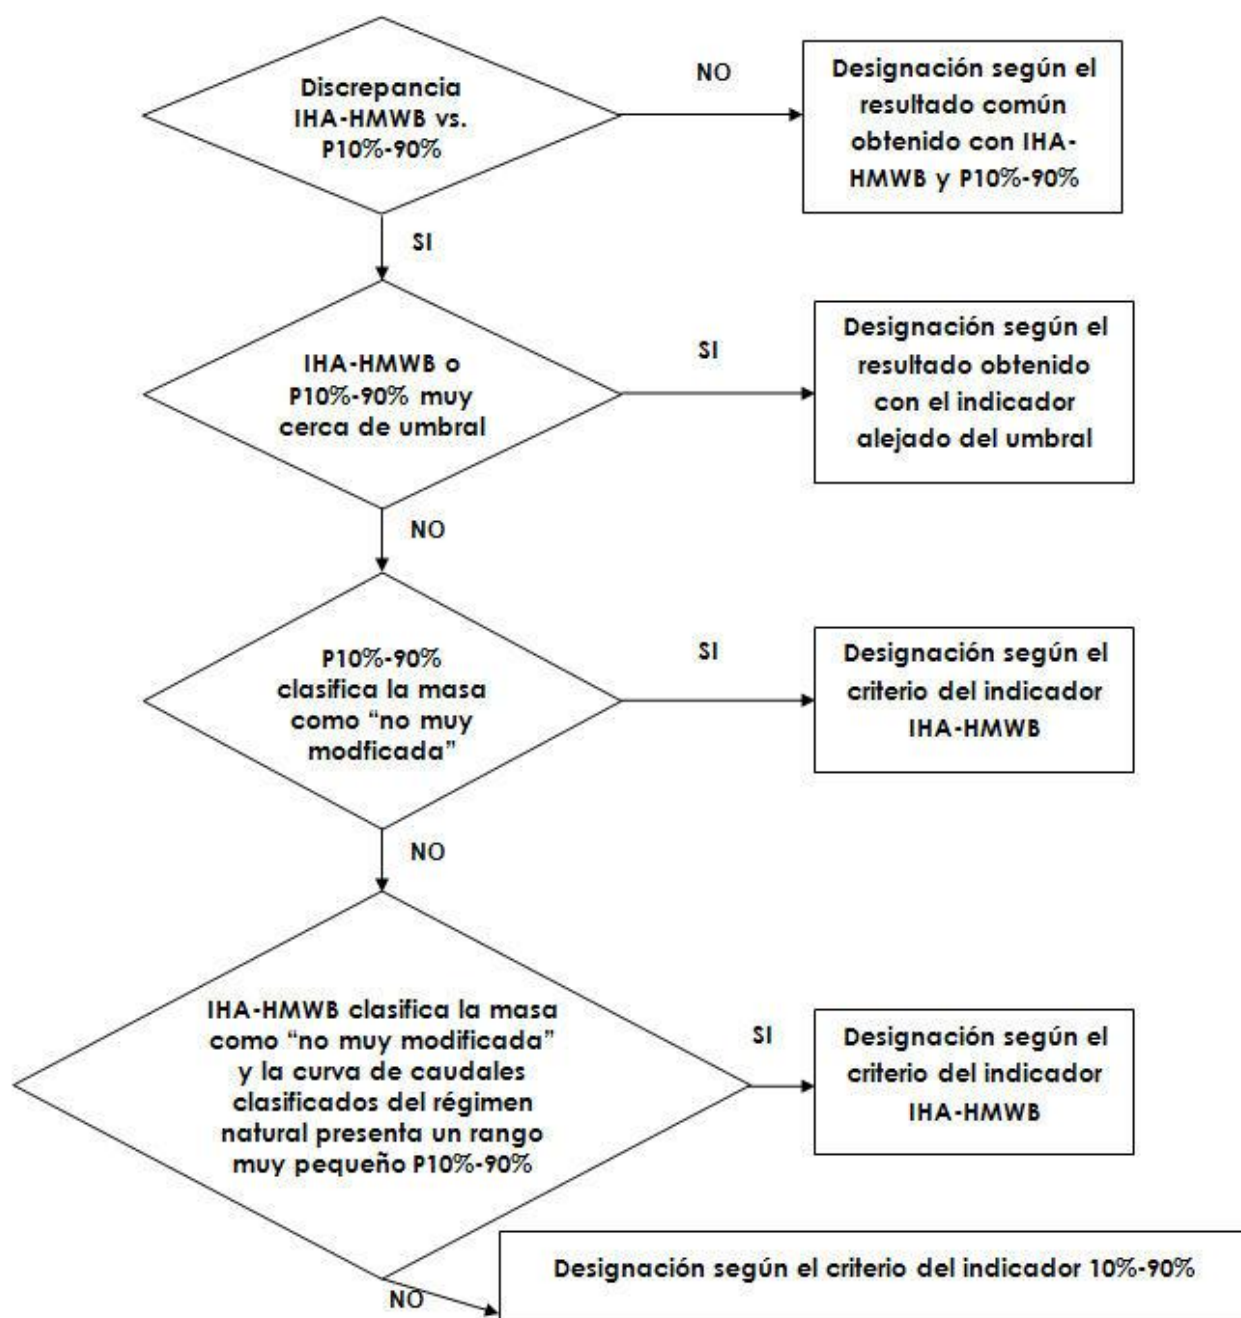 Discrepancia
IHA-HMWB vs.
P10%-90%
NO
Designación según el
resultado común
obtenido con IHA-
HMWB y P10%-90%
SI
IHA-HMWB o
P10%-90% muy
cerca de umbral
SI
Designación según el
resultado obtenido
con el indicador
alejado del umbral
NO
P10%-90%
clasifica la masa
como “no muy
modficada”
SI
Designación según el
criterio del indicador
IHA-HMWB
NO
IHA-HMWB clasifica la masa
como “no muy modificada”
y la curva de caudales
clasificados del régimen
natural presenta un rango
muy pequeño P10%-90%
SI
Designación según el
criterio del indicador
IHA-HMWB
NO
Designación según el criterio del indicador 10%-90%